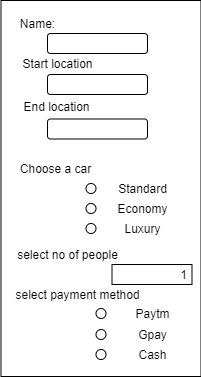 Name:
Start location
End location
Choose a car
Standard
Economy
Luxury
select no of people
1
select payment method
Paytm
Gpay
Cash